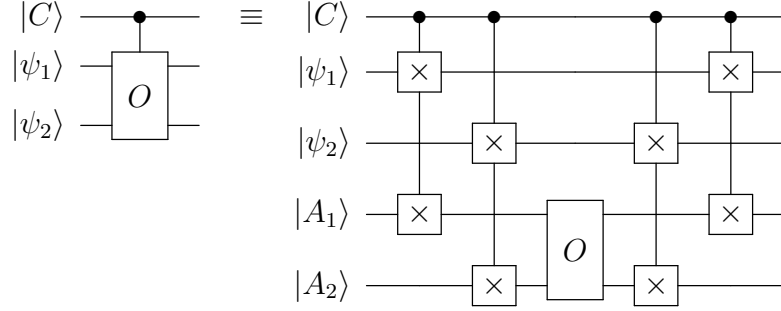 |C⟩ ≡ |C⟩
|ψ₁⟩ O |ψ₁⟩ × ×
|ψ₂⟩ |ψ₂⟩ × ×
|A₁⟩ × O ×
|A₂⟩ × ×